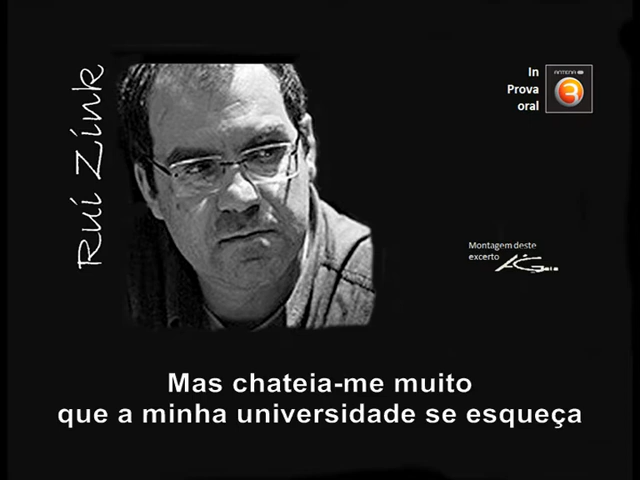 Rui Zink
In
Prova
oral
ANTENA
3
Montagem deste
excerto
Mas chateia-me muito
que a minha universidade se esqueça